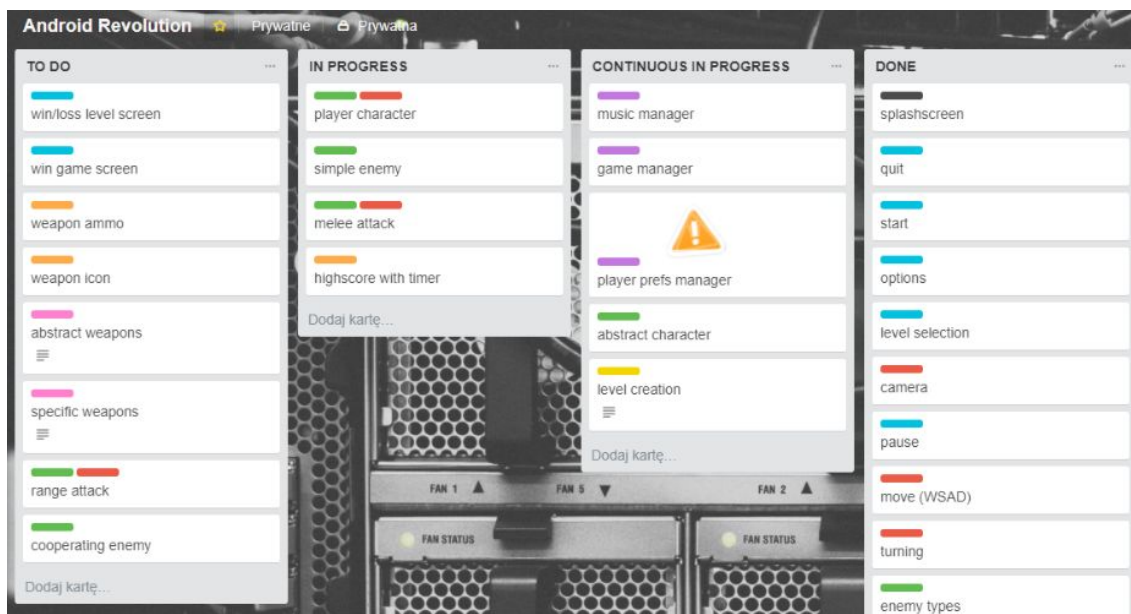 Android Revolution Prywatne Prywatna
TO DO
win/loss level screen
win game screen
weapon ammo
weapon icon
abstract weapons
specific weapons
range attack
cooperating enemy
Dodaj kartę...
IN PROGRESS
player character
simple enemy
melee attack
highscore with timer
Dodaj kartę...
CONTINUOUS IN PROGRESS
music manager
game manager
player prefs manager
abstract character
level creation
Dodaj kartę...
DONE
splashscreen
quit
start
options
level selection
camera
pause
move (WSAD)
turning
enemy types
FAN 1 FAN 5 FAN 2
FAN STATUS FAN STATUS